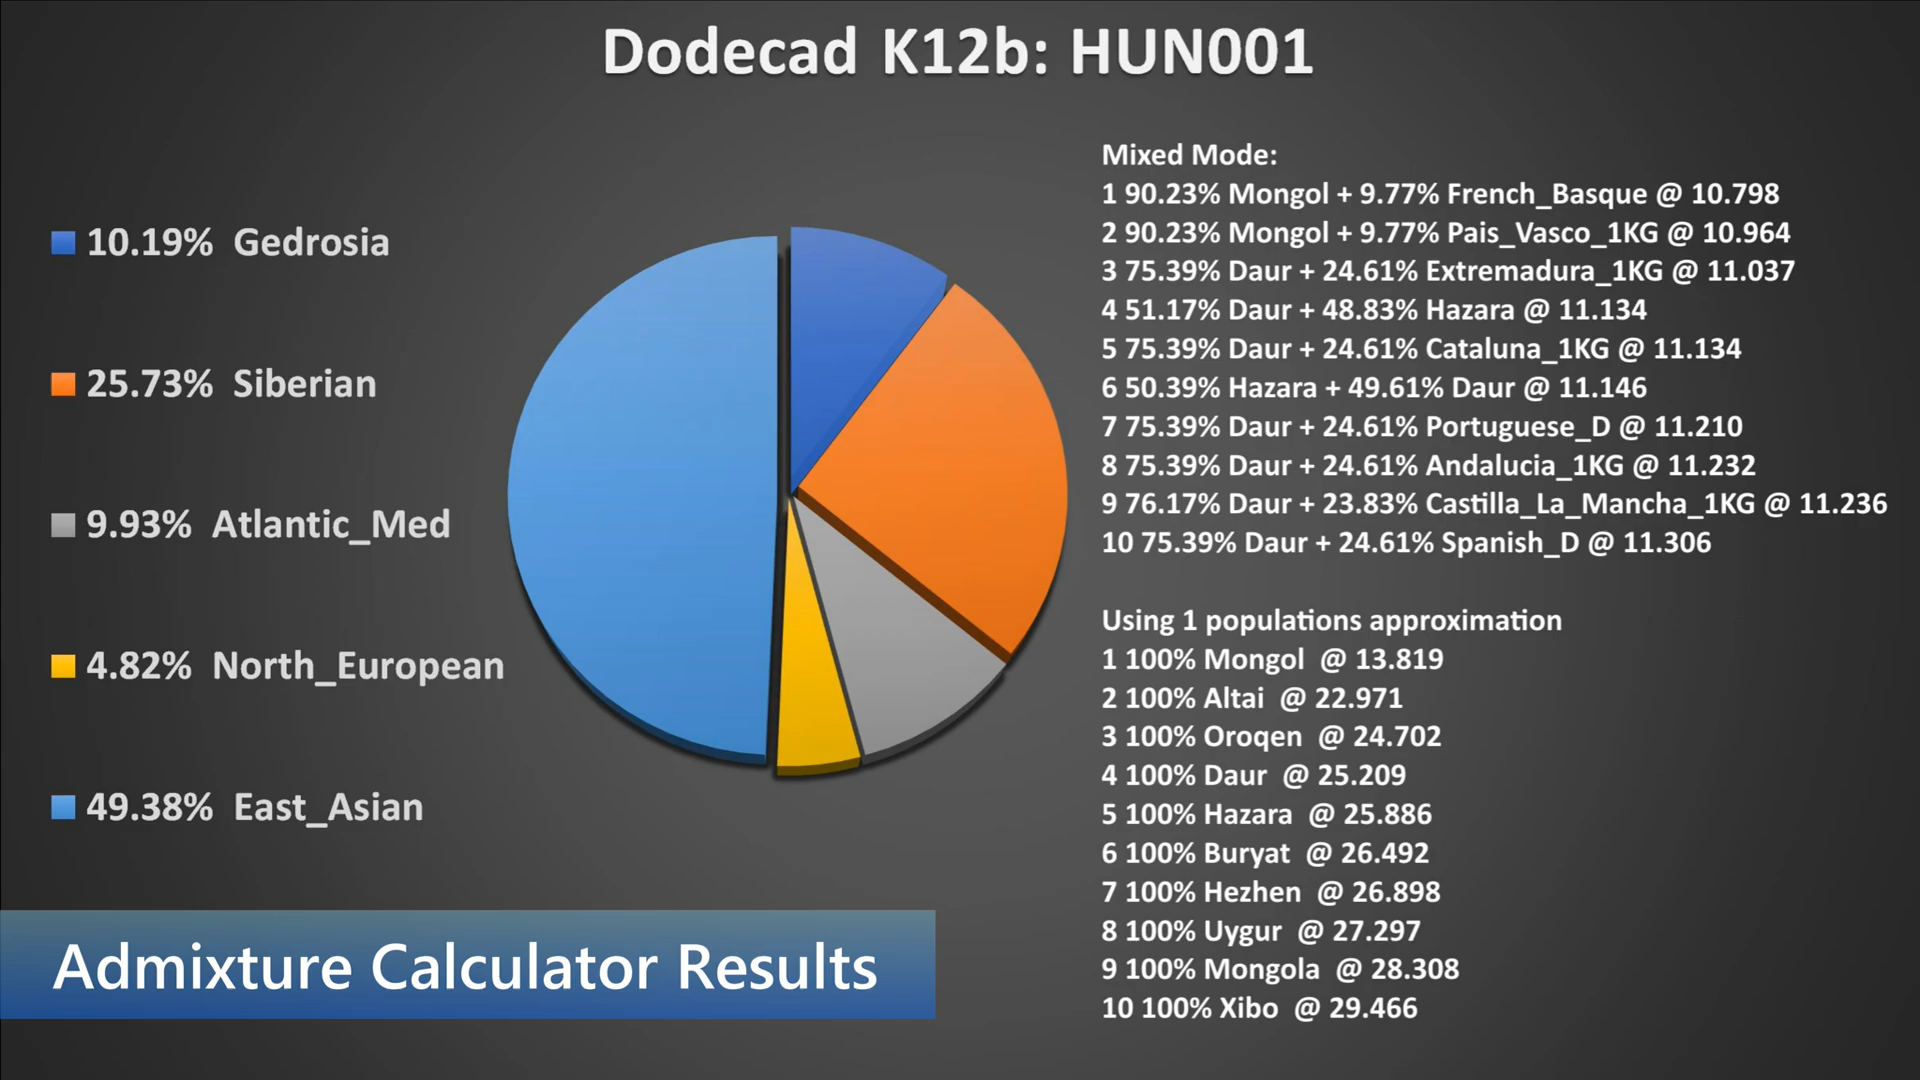 Dodecad K12b: HUN001
10.19% Gedrosia
25.73% Siberian
9.93% Atlantic_Med
4.82% North_European
49.38% East_Asian
Mixed Mode:
1 90.23% Mongol + 9.77% French_Basque @ 10.798
2 90.23% Mongol + 9.77% Pais_Vasco_1KG @ 10.964
3 75.39% Daur + 24.61% Extremadura_1KG @ 11.037
4 51.17% Daur + 48.83% Hazara @ 11.134
5 75.39% Daur + 24.61% Cataluna_1KG @ 11.134
6 50.39% Hazara + 49.61% Daur @ 11.146
7 75.39% Daur + 24.61% Portuguese_D @ 11.210
8 75.39% Daur + 24.61% Andalucia_1KG @ 11.232
9 76.17% Daur + 23.83% Castilla_La_Mancha_1KG @ 11.236
10 75.39% Daur + 24.61% Spanish_D @ 11.306
Using 1 populations approximation
1 100% Mongol @ 13.819
2 100% Altai @ 22.971
3 100% Oroqen @ 24.702
4 100% Daur @ 25.209
5 100% Hazara @ 25.886
6 100% Buryat @ 26.492
7 100% Hezhen @ 26.898
8 100% Uygur @ 27.297
9 100% Mongola @ 28.308
10 100% Xibo @ 29.466
Admixture Calculator Results